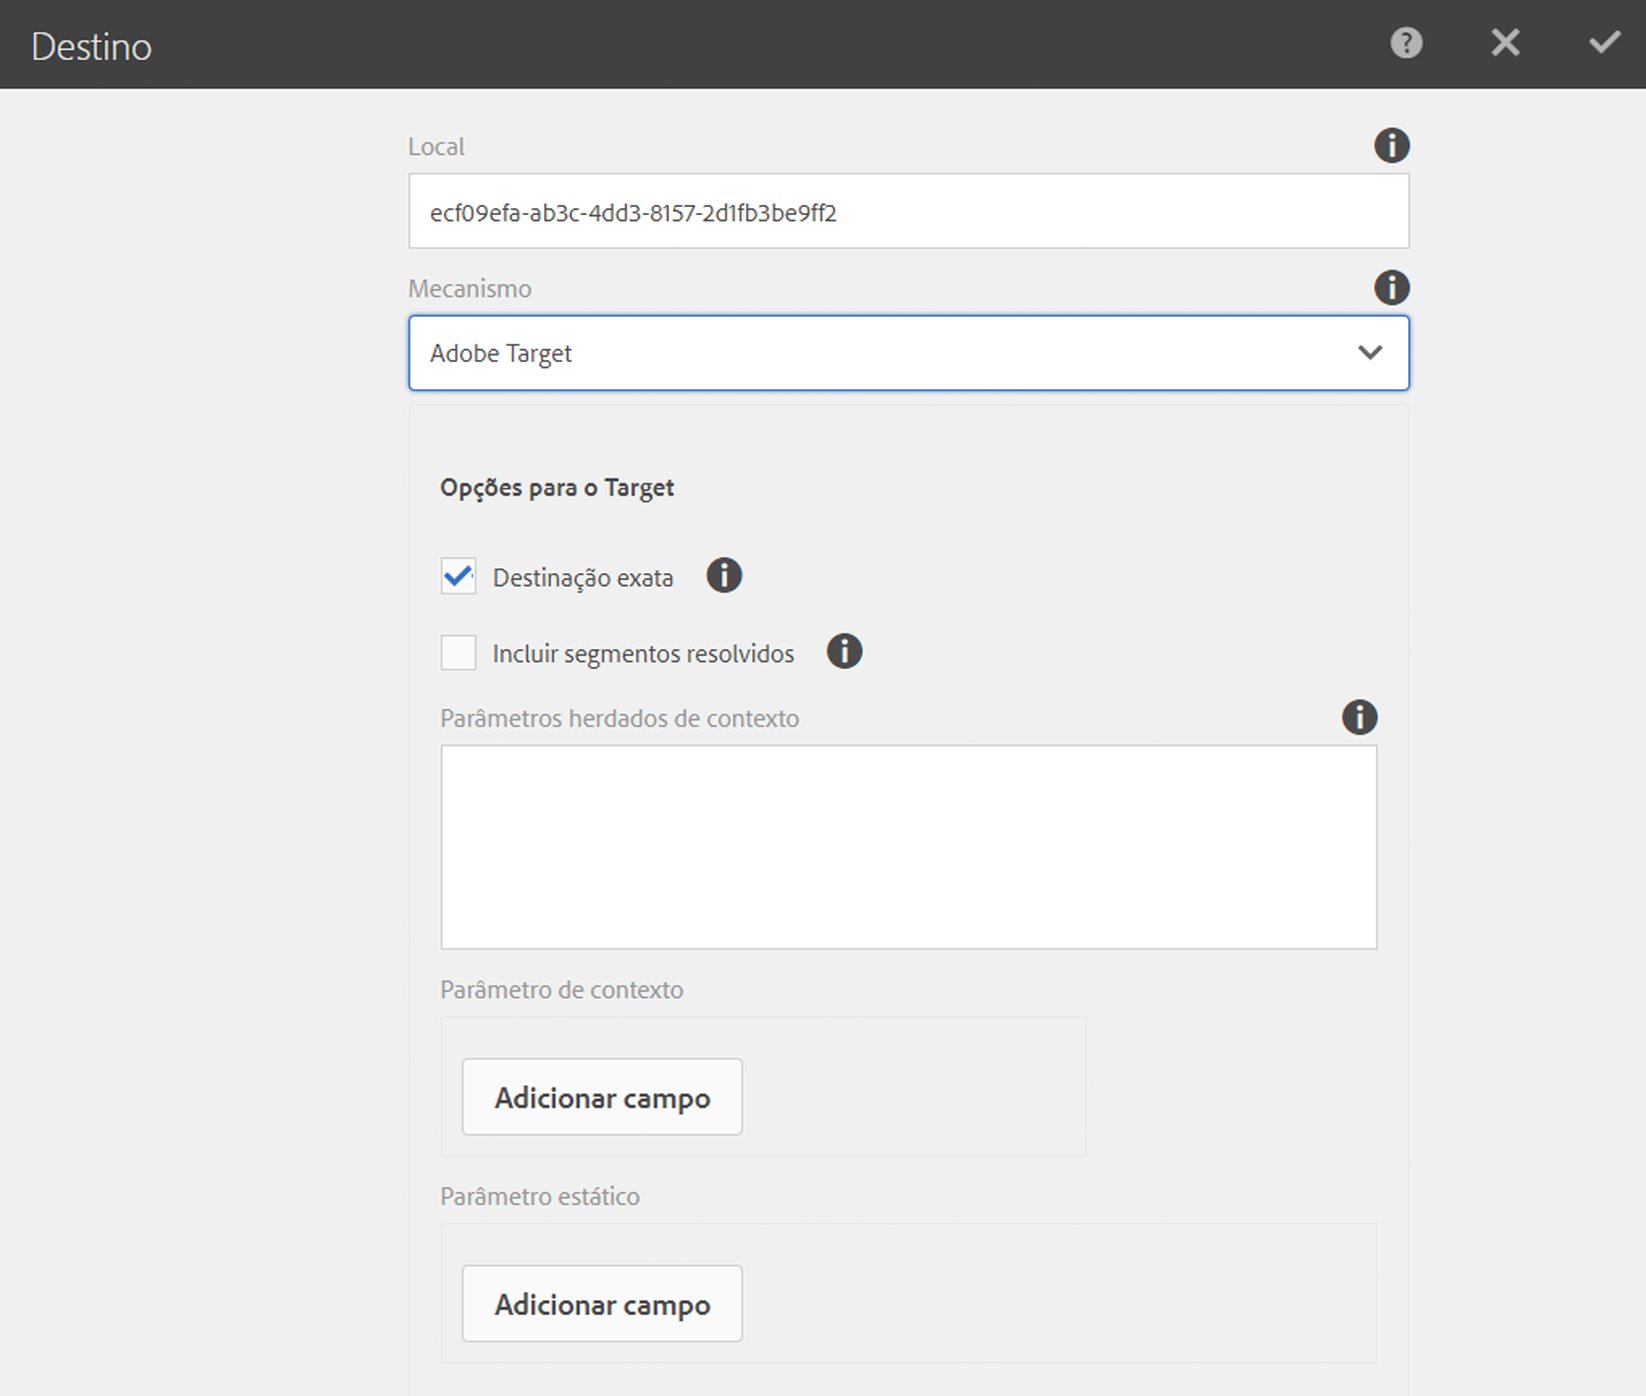 Destino
Local
ecf09efa-ab3c-4dd3-8157-2d1fb3be9ff2
Mecanismo
Adobe Target
Opções para o Target
Destinação exata
Incluir segmentos resolvidos
Parâmetros herdados de contexto
Parâmetro de contexto
Adicionar campo
Parâmetro estático
Adicionar campo